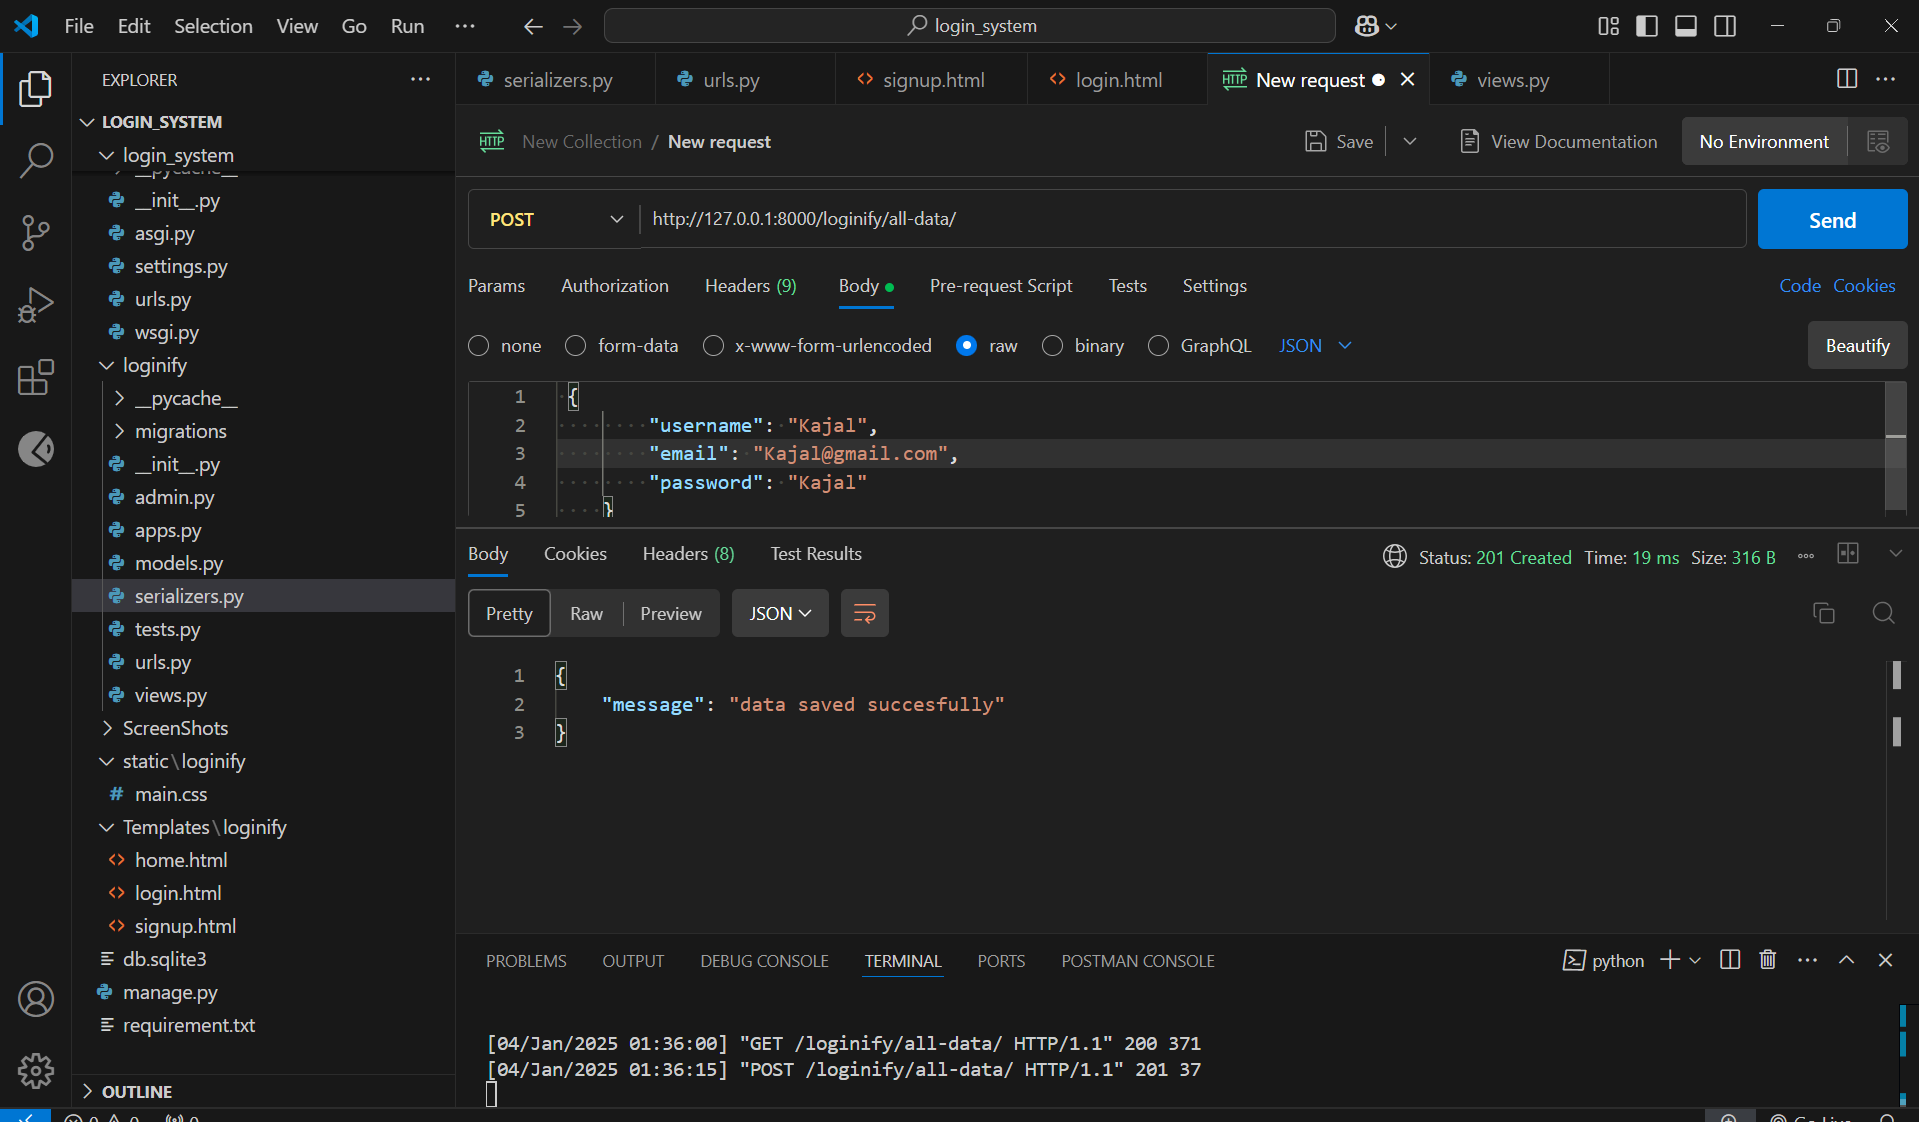 File Edit Selection View Go Run ··· login_system
EXPLORER ···
LOGIN_SYSTEM
login_system
__pycache__
__init__.py
asgi.py
settings.py
urls.py
wsgi.py
loginify
__pycache__
migrations
__init__.py
admin.py
apps.py
models.py
serializers.py
tests.py
urls.py
views.py
ScreenShots
static\loginify
# main.css
Templates\loginify
<> home.html
<> login.html
<> signup.html
db.sqlite3
manage.py
requirement.txt
OUTLINE
serializers.py urls.py <> signup.html <> login.html HTTP New request views.py
HTTP New Collection / New request Save View Documentation No Environment
POST http://127.0.0.1:8000/loginify/all-data/ Send
Params Authorization Headers (9) Body Pre-request Script Tests Settings Code Cookies
none form-data x-www-form-urlencoded raw binary GraphQL JSON Beautify
1 {
2 "username": "Kajal",
3 "email": "Kajal@gmail.com",
4 "password": "Kajal"
5 }
Body Cookies Headers (8) Test Results Status: 201 Created Time: 19 ms Size: 316 B
Pretty Raw Preview JSON
1 {
2 "message": "data saved succesfully"
3 }
PROBLEMS OUTPUT DEBUG CONSOLE TERMINAL PORTS POSTMAN CONSOLE python
[04/Jan/2025 01:36:00] "GET /loginify/all-data/ HTTP/1.1" 200 371
[04/Jan/2025 01:36:15] "POST /loginify/all-data/ HTTP/1.1" 201 37
0 0 0 Go Live